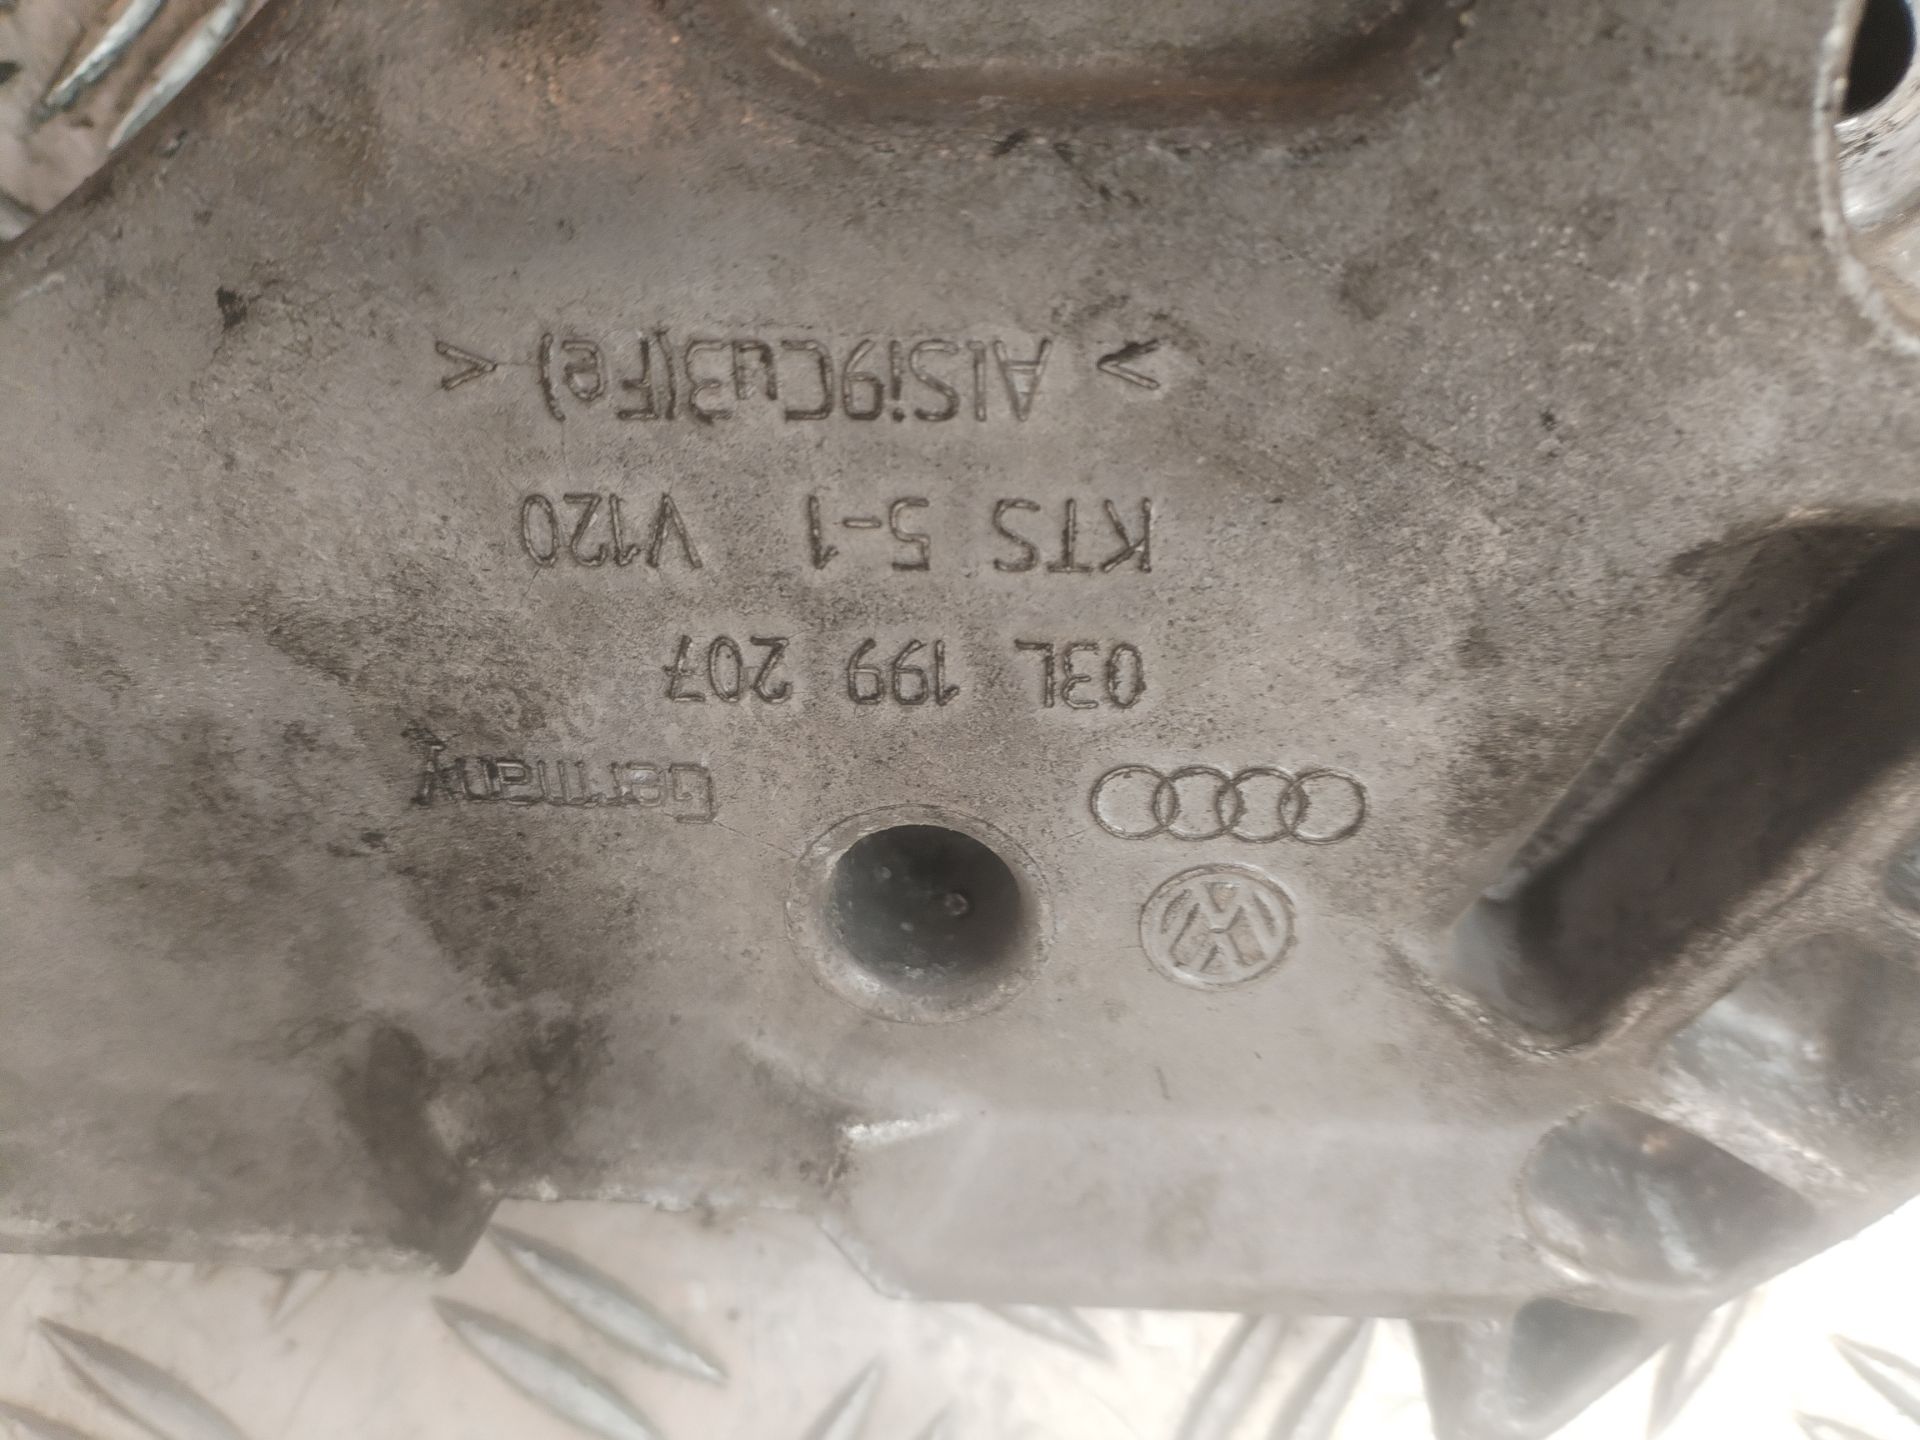 Germany
03L 199 207
KTS 5-1 V120
> AlSi9Cu3(Fe) <